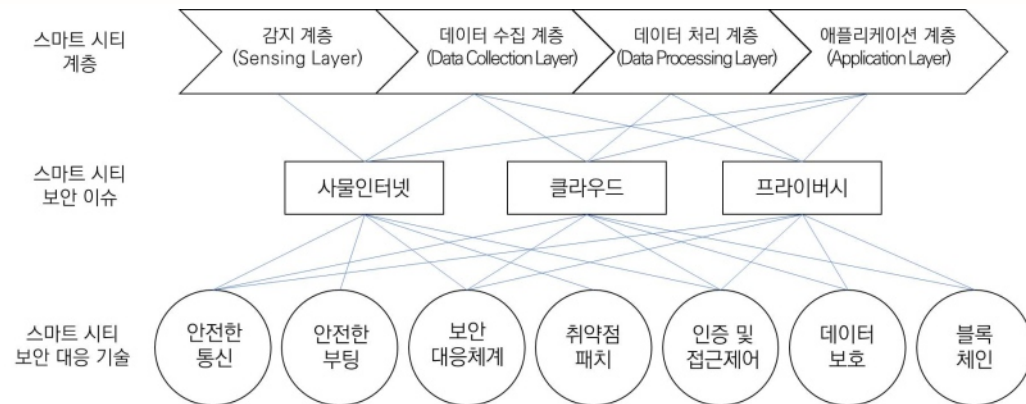 스마트 시티
계층
감지 계층
(Sensing Layer)
데이터 수집 계층
(Data Collection Layer)
데이터 처리 계층
(Data Processing Layer)
애플리케이션 계층
(Application Layer)
스마트 시티
보안 이슈
사물인터넷
클라우드
프라이버시
스마트 시티
보안 대응 기술
안전한
통신
안전한
부팅
보안
대응체계
취약점
패치
인증 및
접근제어
데이터
보호
블록
체인